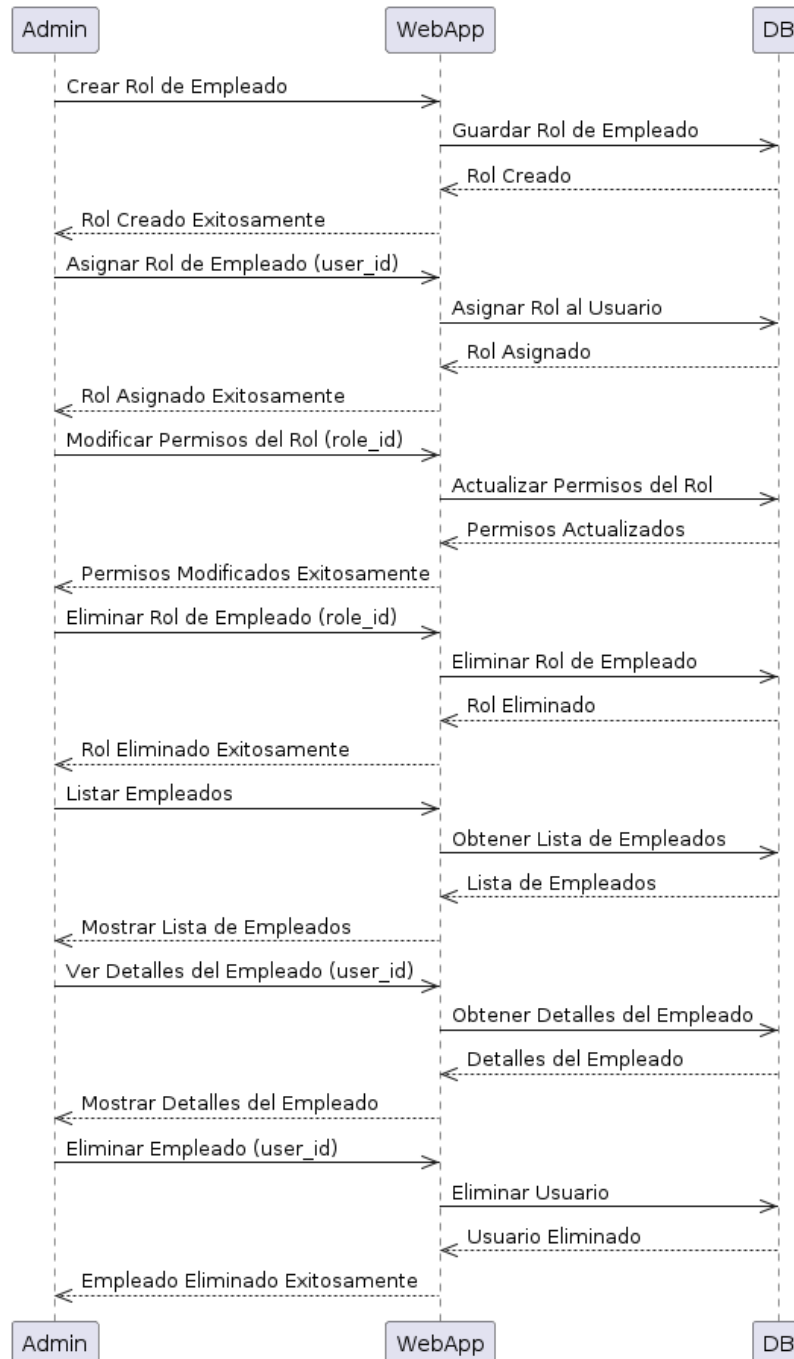 Admin WebApp DB
Crear Rol de Empleado
Guardar Rol de Empleado
Rol Creado
Rol Creado Exitosamente
Asignar Rol de Empleado (user_id)
Asignar Rol al Usuario
Rol Asignado
Rol Asignado Exitosamente
Modificar Permisos del Rol (role_id)
Actualizar Permisos del Rol
Permisos Actualizados
Permisos Modificados Exitosamente
Eliminar Rol de Empleado (role_id)
Eliminar Rol de Empleado
Rol Eliminado
Rol Eliminado Exitosamente
Listar Empleados
Obtener Lista de Empleados
Lista de Empleados
Mostrar Lista de Empleados
Ver Detalles del Empleado (user_id)
Obtener Detalles del Empleado
Detalles del Empleado
Mostrar Detalles del Empleado
Eliminar Empleado (user_id)
Eliminar Usuario
Usuario Eliminado
Empleado Eliminado Exitosamente
Admin WebApp DB